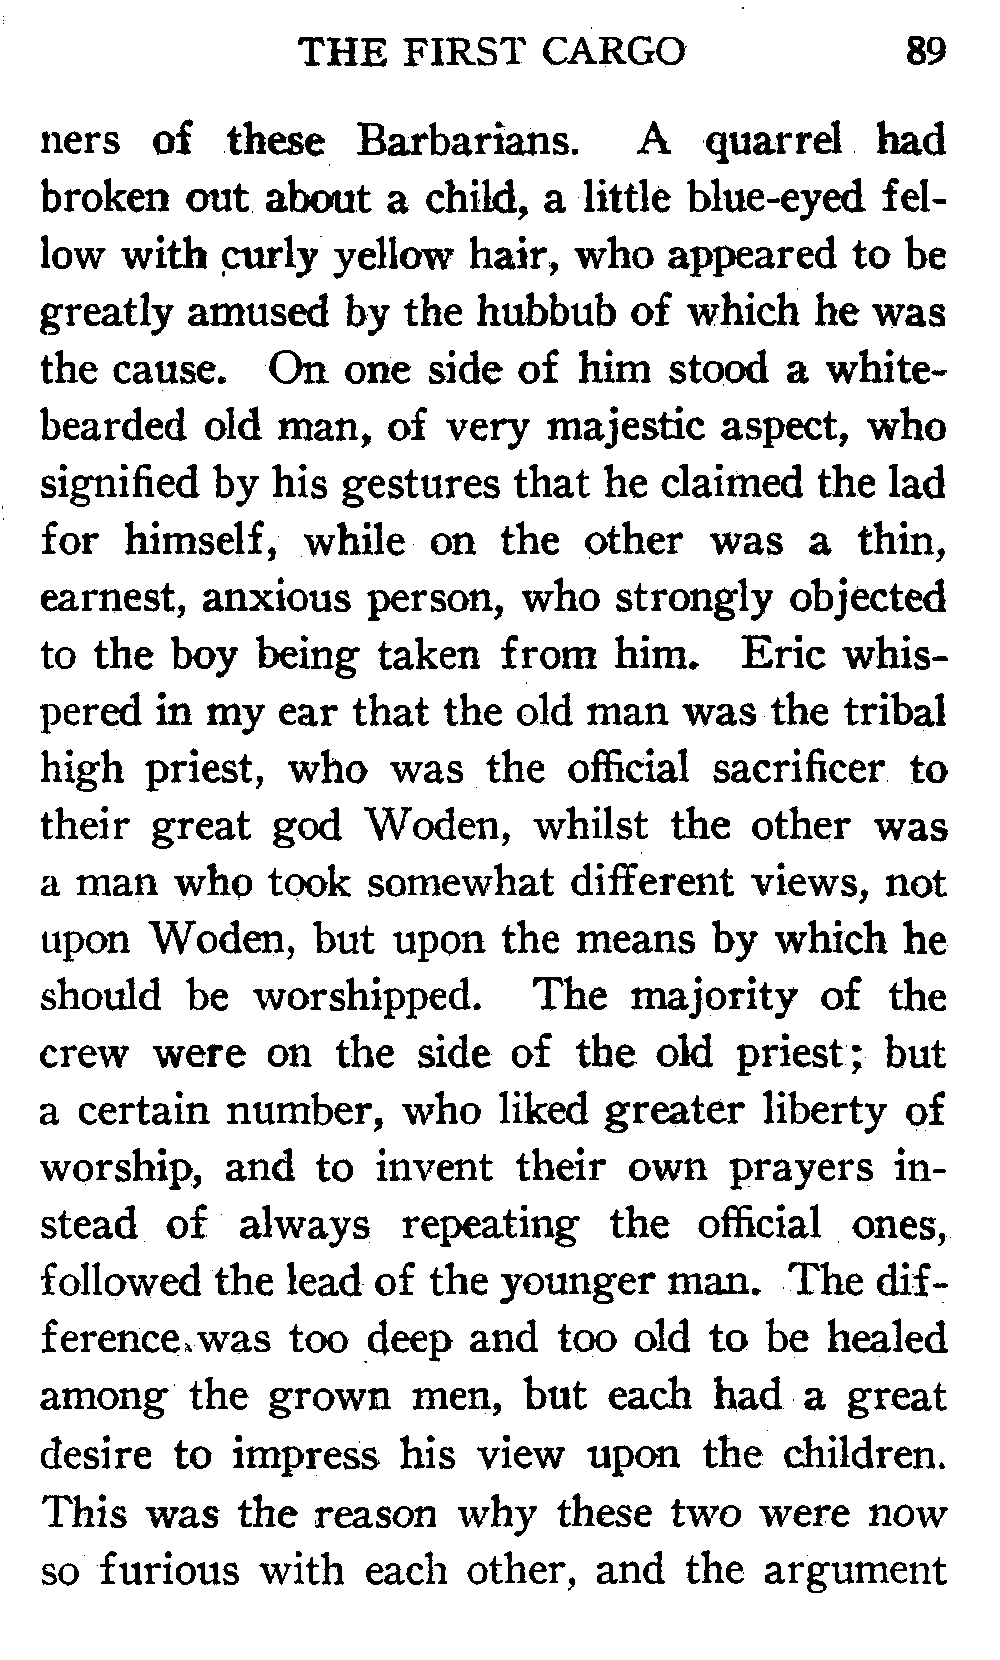 THE FIRST CARGO 89
ners of these Barbarians. A quarrel had
broken out about a child, a little blue-eyed fel-
low with curly yellow hair, who appeared to be
greatly amused by the hubbub of which he was
the cause. On one side of him stood a white-
bearded old man, of very majestic aspect, who
signified by his gestures that he claimed the lad
for himself, while on the other was a thin,
earnest, anxious person, who strongly objected
to the boy being taken from him. Eric whis-
pered in my ear that the old man was the tribal
high priest, who was the official sacrificer to
their great god Woden, whilst the other was
a man who took somewhat different views, not
upon Woden, but upon the means by which he
should be worshipped. The majority of the
crew were on the side of the old priest; but
a certain number, who liked greater liberty of
worship, and to invent their own prayers in-
stead of always repeating the official ones,
followed the lead of the younger man. The dif-
ference was too deep and too old to be healed
among the grown men, but each had a great
desire to impress his view upon the children.
This was the reason why these two were now
so furious with each other, and the argument